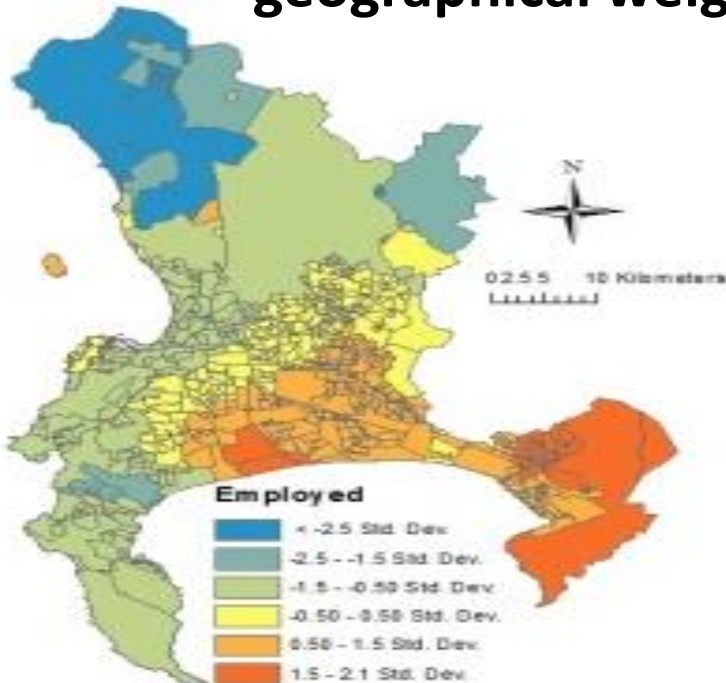 geographical weig
N
0 2.5 5 10 Kilometers
Employed
< -2.5 Std. Dev.
-2.5 - -1.5 Std. Dev.
-1.5 - -0.50 Std. Dev.
-0.50 - 0.50 Std. Dev.
0.50 - 1.5 Std. Dev.
1.5 - 2.1 Std. Dev.